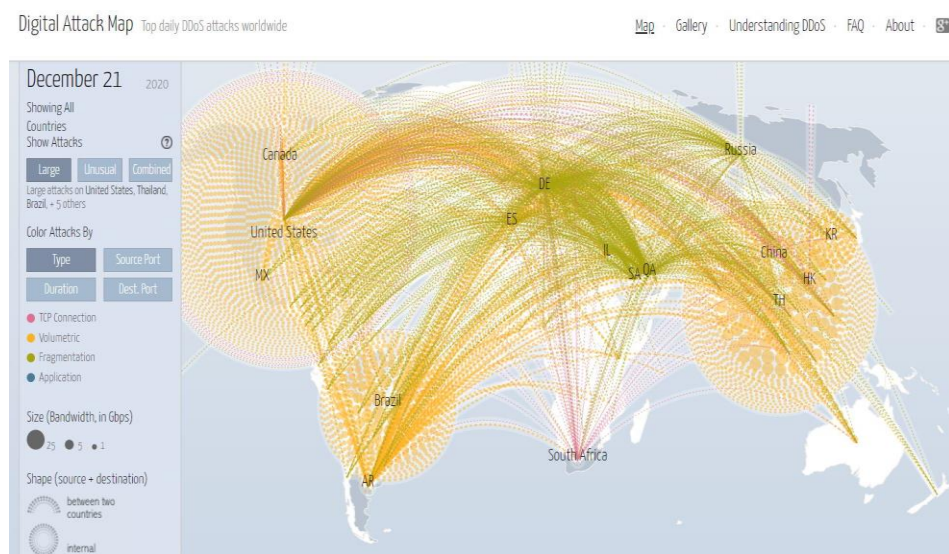 Digital Attack Map Top daily DDoS attacks worldwide
Map · Gallery · Understanding DDoS · FAQ · About · g+
December 21 2020
Showing All
Countries
Show Attacks ?
Large Unusual Combined
Large attacks on United States, Thailand,
Brazil, + 5 others
Color Attacks By
Type Source Port
Duration Dest. Port
TCP Connection
Volumetric
Fragmentation
Application
Size (Bandwidth, in Gbps)
25 5 1
Shape (source + destination)
between two
countries
internal
Canada
Russia
DE
ES
United States
KR
IL
China
MX
SA QA
HK
TH
Brazil
South Africa
AR